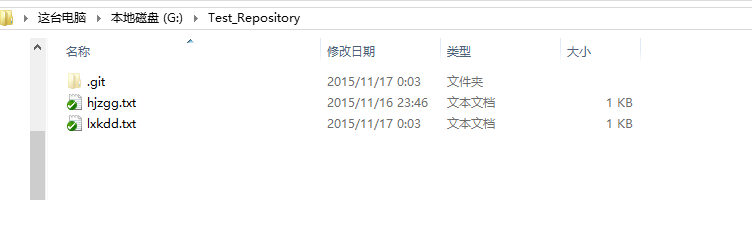 这台电脑 本地磁盘 (G:) Test_Repository
名称 修改日期 类型 大小
.git 2015/11/17 0:03 文件夹
hjzgg.txt 2015/11/16 23:46 文本文档 1 KB
lxkdd.txt 2015/11/17 0:03 文本文档 1 KB